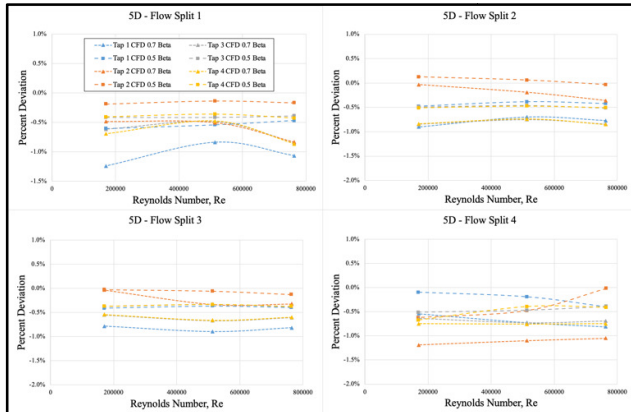 5D - Flow Split 1
1.0%
0.5%
0.0%
-0.5%
-1.0%
-1.5%
Percent Deviation
Tap 1 CFD 0.7 Beta
Tap 3 CFD 0.7 Beta
Tap 1 CFD 0.5 Beta
Tap 3 CFD 0.5 Beta
Tap 2 CFD 0.7 Beta
Tap 4 CFD 0.7 Beta
Tap 2 CFD 0.5 Beta
Tap 4 CFD 0.5 Beta
0 200000 400000 600000 800000
Reynolds Number, Re
5D - Flow Split 2
1.0%
0.5%
0.0%
-0.5%
-1.0%
-1.5%
-2.0%
Percent Deviation
0 200000 400000 600000 800000
Reynolds Number, Re
5D - Flow Split 3
1.0%
0.5%
0.0%
-0.5%
-1.0%
-1.5%
-2.0%
Percent Deviation
0 200000 400000 600000 800000
Reynolds Number, Re
5D - Flow Split 4
1.0%
0.5%
0.0%
-0.5%
-1.0%
-1.5%
-2.0%
Percent Deviation
0 200000 400000 600000 800000
Reynolds Number, Re